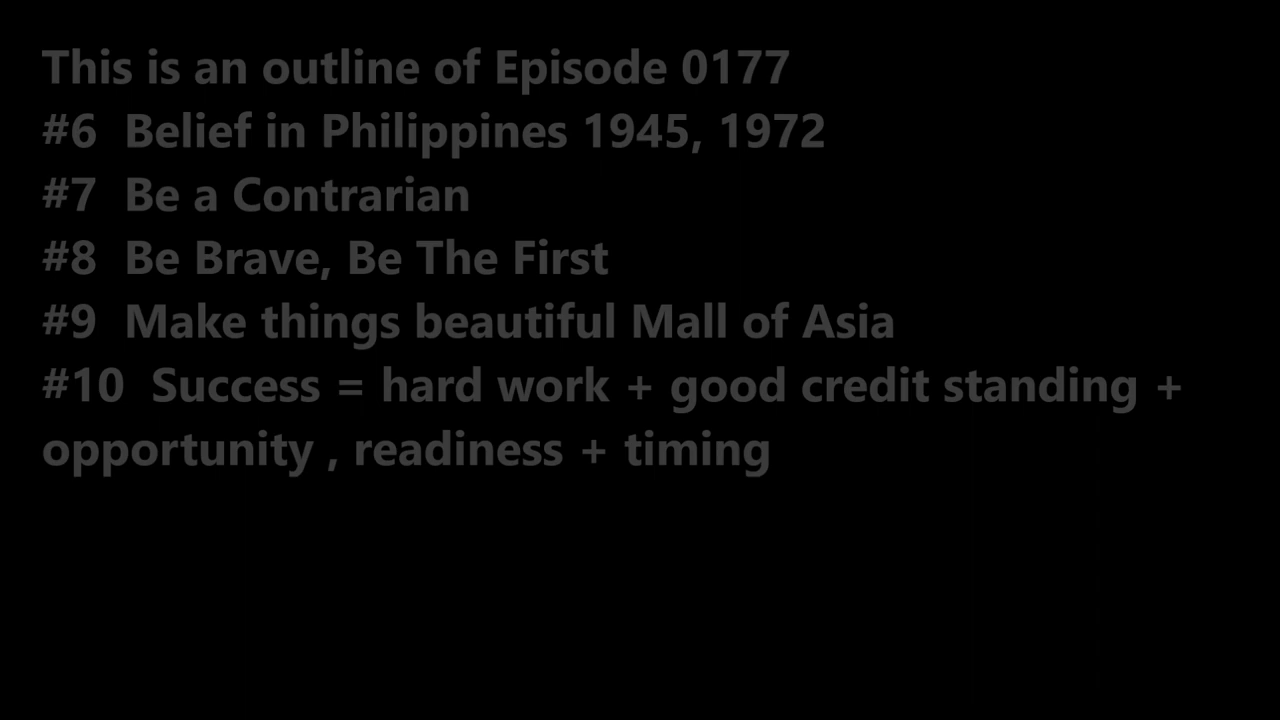 This is an outline of Episode 0177
#6  Belief in Philippines 1945, 1972
#7  Be a Contrarian
#8  Be Brave, Be The First
#9  Make things beautiful Mall of Asia
#10  Success = hard work + good credit standing +
opportunity , readiness + timing